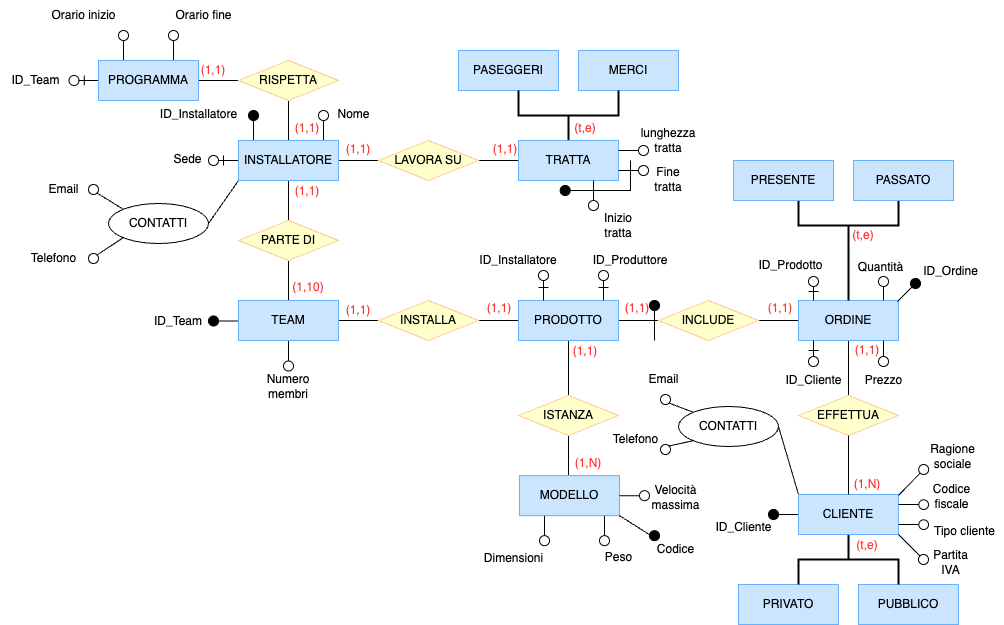 Orario inizio
Orario fine
ID_Team
PROGRAMMA
(1,1)
RISPETTA
(1,1)
PASEGGERI
MERCI
(t,e)
ID_Installatore
Nome
Sede
INSTALLATORE
(1,1)
LAVORA SU
(1,1)
TRATTA
lunghezza
tratta
Fine
tratta
Inizio
tratta
Email
CONTATTI
Telefono
(1,1)
PARTE DI
(1,10)
PRESENTE
PASSATO
(t,e)
ID_Team
TEAM
Numero
membri
(1,1)
INSTALLA
(1,1)
ID_Installatore
ID_Produttore
PRODOTTO
(1,1)
INCLUDE
(1,1)
ID_Prodotto
Quantità
ID_Ordine
ORDINE
ID_Cliente
(1,1)
Prezzo
(1,1)
ISTANZA
(1,N)
MODELLO
Velocità
massima
Dimensioni
Peso
Codice
Email
CONTATTI
Telefono
EFFETTUA
(1,N)
ID_Cliente
CLIENTE
Ragione
sociale
Codice
fiscale
Tipo cliente
Partita
IVA
(t,e)
PRIVATO
PUBBLICO